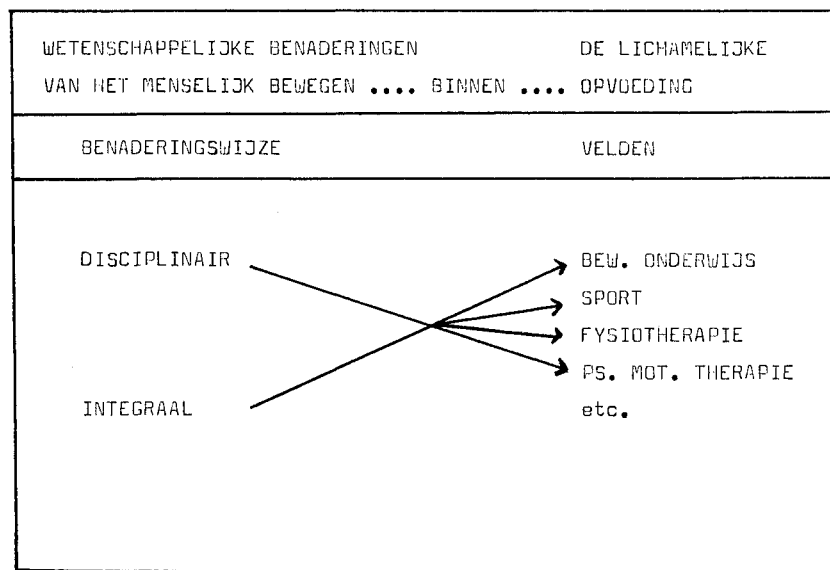 WETENSCHAPPELIJKE BENADERINGEN DE LICHAMELIJKE
VAN HET MENSELIJK BEWEGEN .... BINNEN .... OPVOEDING
BENADERINGSWIJZE VELDEN
DISCIPLINAIR BEW. ONDERWIJS
SPORT
FYSIOTHERAPIE
PS. MOT. THERAPIE
INTEGRAAL etc.